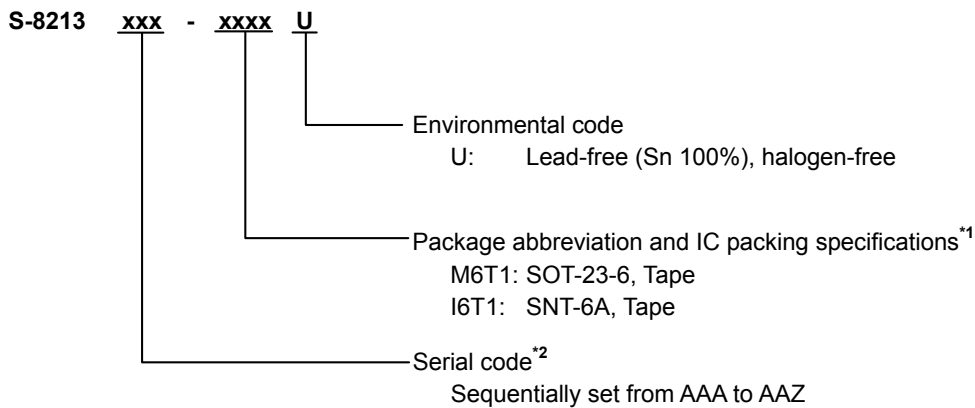 S-8213 xxx - xxxx U
Environmental code
U: Lead-free (Sn 100%), halogen-free
Package abbreviation and IC packing specifications*1
M6T1: SOT-23-6, Tape
I6T1: SNT-6A, Tape
Serial code*2
Sequentially set from AAA to AAZ